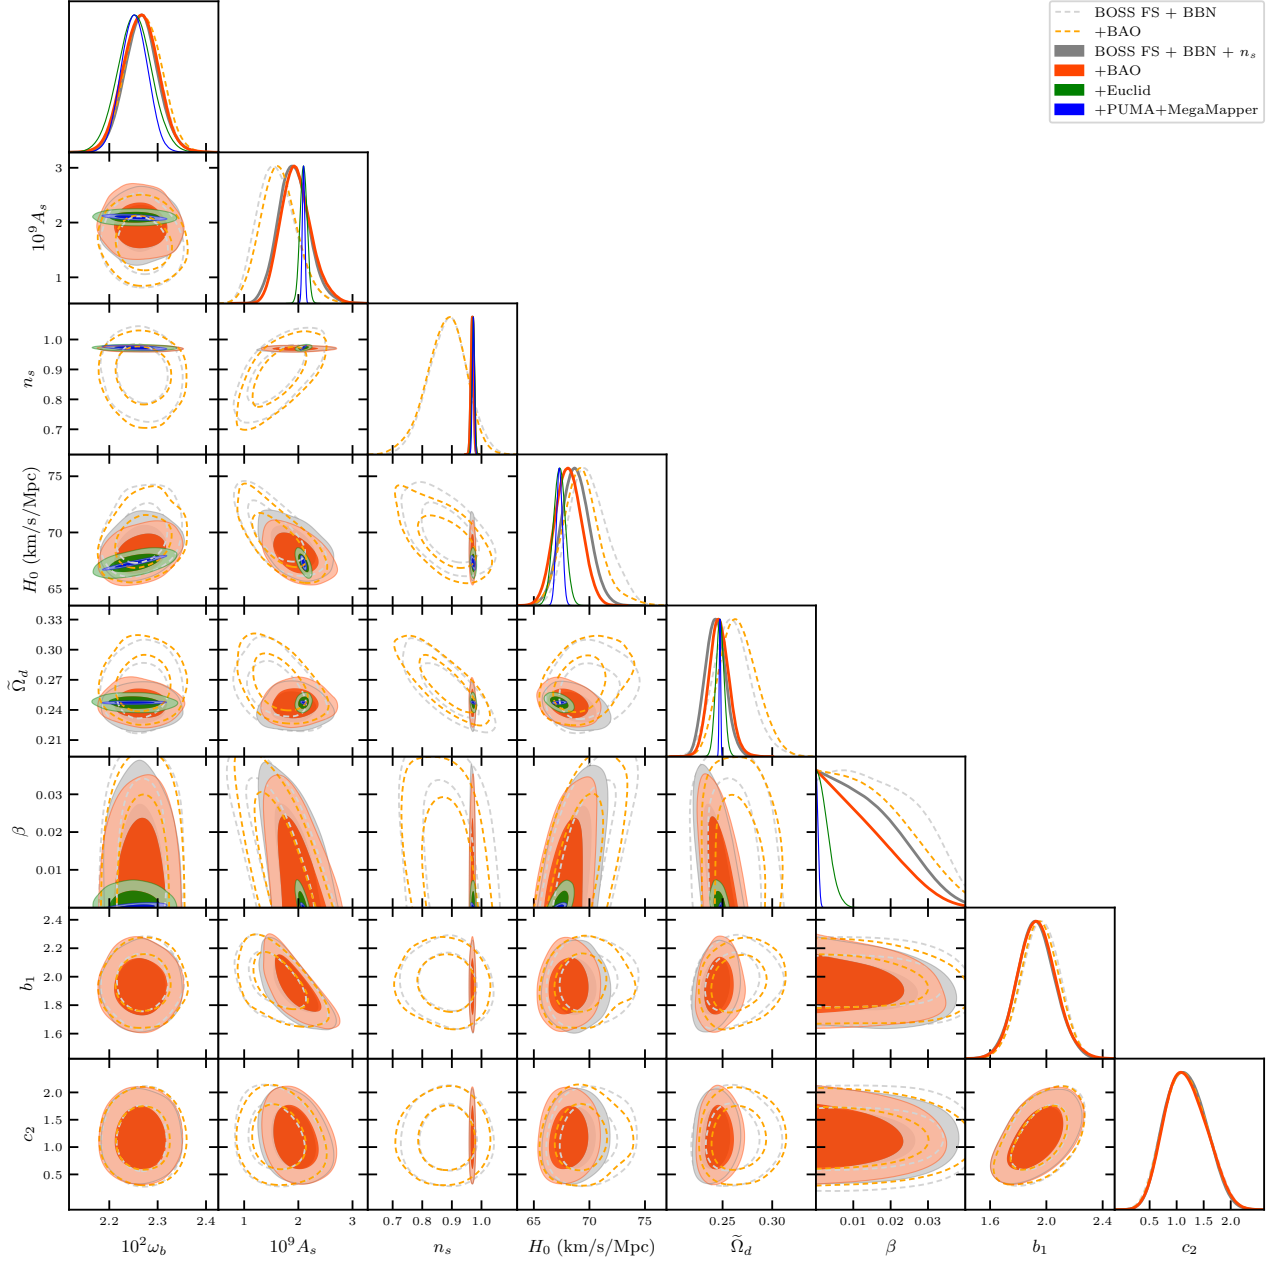 BOSS FS + BBN
+BAO
BOSS FS + BBN + n_s
+BAO
+Euclid
+PUMA+MegaMapper
3
2
1
10^9 A_s
1.0
0.9
0.8
0.7
n_s
75
70
65
H_0 (km/s/Mpc)
0.33
0.30
0.27
0.24
0.21
Ω̃_d
0.03
0.02
0.01
β
2.4
2.2
2.0
1.8
1.6
b_1
2.0
1.5
1.0
0.5
c_2
2.2 2.3 2.4
1 2 3
0.7 0.8 0.9 1.0
65 70 75
0.25 0.30
0.01 0.02 0.03
1.6 2.0 2.4
0.5 1.0 1.5 2.0
10^2 ω_b
10^9 A_s
n_s
H_0 (km/s/Mpc)
Ω̃_d
β
b_1
c_2